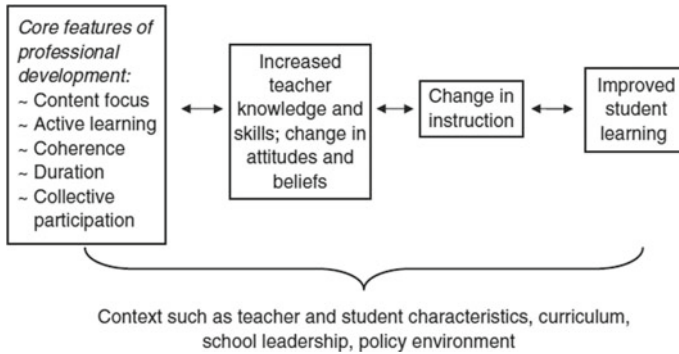 Core features of
professional
development:
~ Content focus
~ Active learning
~ Coherence
~ Duration
~ Collective
participation
Increased
teacher
knowledge and
skills; change in
attitudes and
beliefs
Change in
instruction
Improved
student
learning
Context such as teacher and student characteristics, curriculum,
school leadership, policy environment